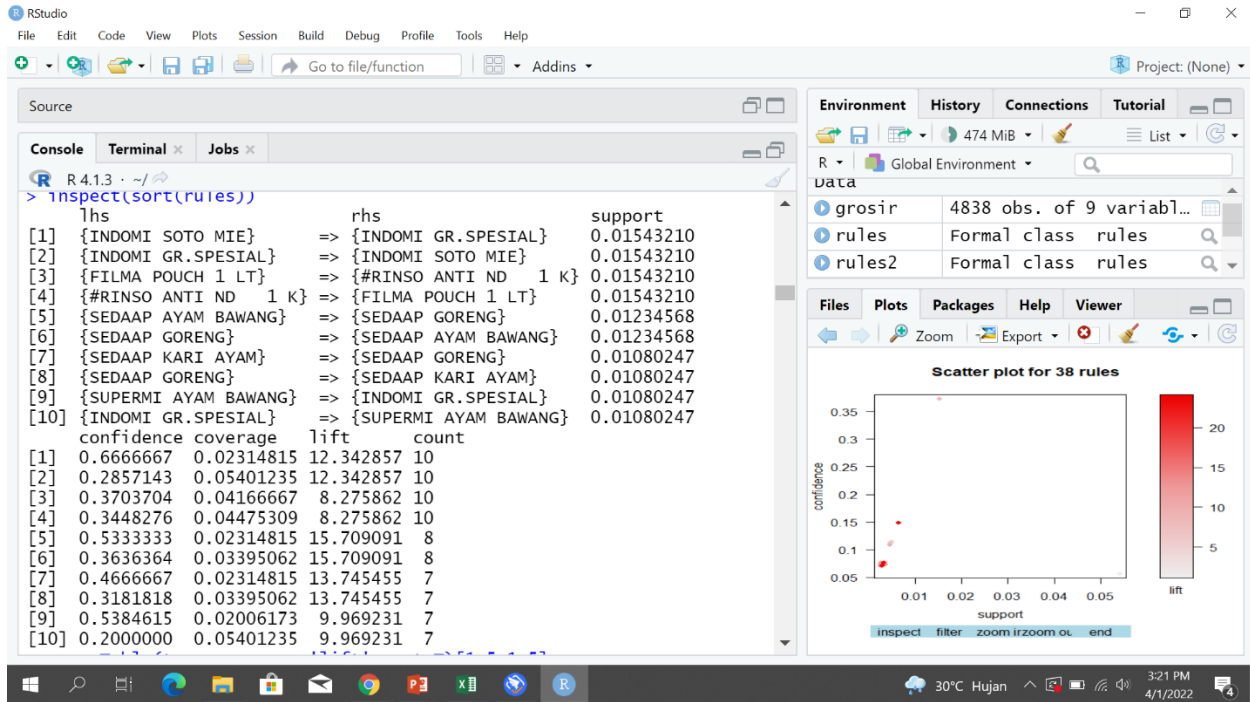 RStudio
File Edit Code View Plots Session Build Debug Profile Tools Help
Go to file/function Addins Project: (None)
Source
Console Terminal Jobs
R 4.1.3 · ~/
> inspect(sort(rules))
lhs rhs support
[1] {INDOMI SOTO MIE} => {INDOMI GR.SPESIAL} 0.01543210
[2] {INDOMI GR.SPESIAL} => {INDOMI SOTO MIE} 0.01543210
[3] {FILMA POUCH 1 LT} => {#RINSO ANTI ND 1 K} 0.01543210
[4] {#RINSO ANTI ND 1 K} => {FILMA POUCH 1 LT} 0.01543210
[5] {SEDAAP AYAM BAWANG} => {SEDAAP GORENG} 0.01234568
[6] {SEDAAP GORENG} => {SEDAAP AYAM BAWANG} 0.01234568
[7] {SEDAAP KARI AYAM} => {SEDAAP GORENG} 0.01080247
[8] {SEDAAP GORENG} => {SEDAAP KARI AYAM} 0.01080247
[9] {SUPERMI AYAM BAWANG} => {INDOMI GR.SPESIAL} 0.01080247
[10] {INDOMI GR.SPESIAL} => {SUPERMI AYAM BAWANG} 0.01080247
confidence coverage lift count
[1] 0.6666667 0.02314815 12.342857 10
[2] 0.2857143 0.05401235 12.342857 10
[3] 0.3703704 0.04166667 8.275862 10
[4] 0.3448276 0.04475309 8.275862 10
[5] 0.5333333 0.02314815 15.709091 8
[6] 0.3636364 0.03395062 15.709091 8
[7] 0.4666667 0.02314815 13.745455 7
[8] 0.3181818 0.03395062 13.745455 7
[9] 0.5384615 0.02006173 9.969231 7
[10] 0.2000000 0.05401235 9.969231 7
Environment History Connections Tutorial
474 MiB List
R Global Environment
Data
grosir 4838 obs. of 9 variabl…
rules Formal class rules
rules2 Formal class rules
Files Plots Packages Help Viewer
Zoom Export
Scatter plot for 38 rules
0.35
0.3
0.25
0.2
0.15
0.1
0.05
confidence
0.01 0.02 0.03 0.04 0.05
support
20
15
10
5
lift
inspect filter zoom in zoom ou end
30°C Hujan
3:21 PM
4/1/2022
4